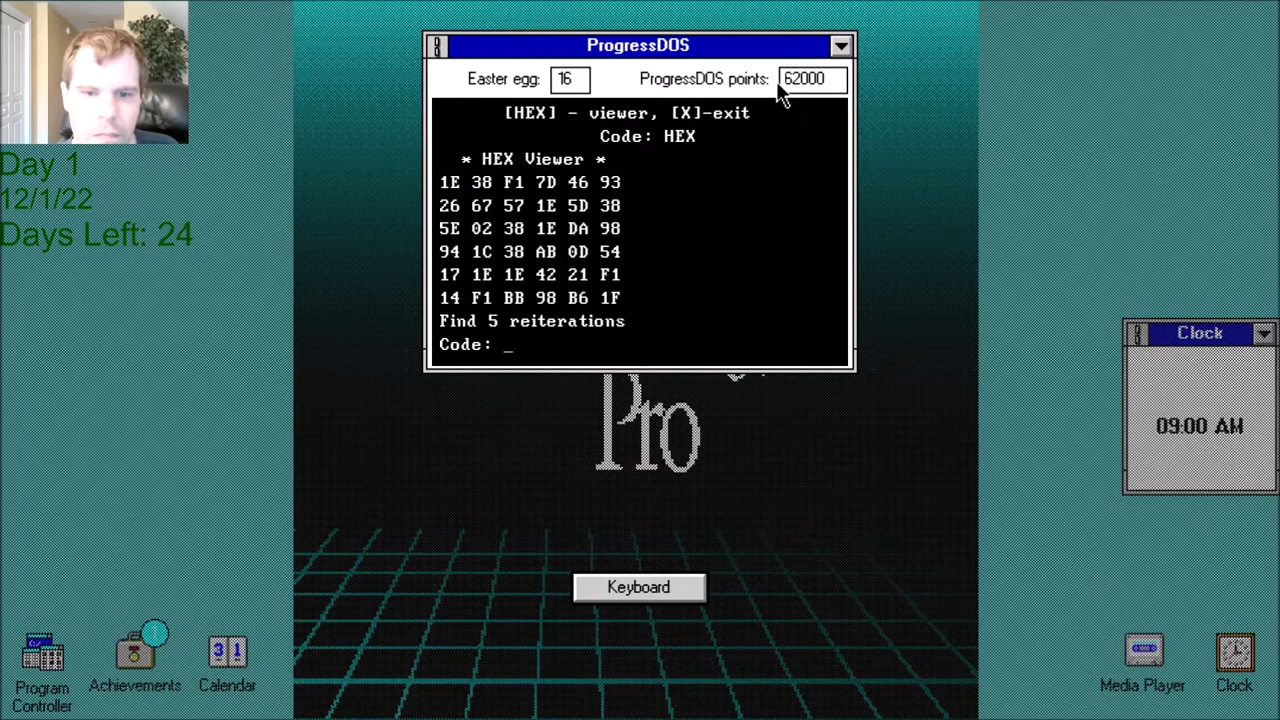 Day 1
12/1/22
Days Left: 24
ProgressDOS
Easter egg: 16 ProgressDOS points: 62000
[HEX] - viewer, [X]-exit
Code: HEX
* HEX Viewer *
1E 38 F1 7D 46 93
26 67 57 1E 5D 38
5E 02 38 1E DA 98
94 1C 38 AB 0D 54
17 1E 1E 42 21 F1
14 F1 BB 98 B6 1F
Find 5 reiterations
Code: _
Pro
Clock
09:00 AM
Keyboard
31
Program
Controller
Achievements
Calendar
Media Player
Clock